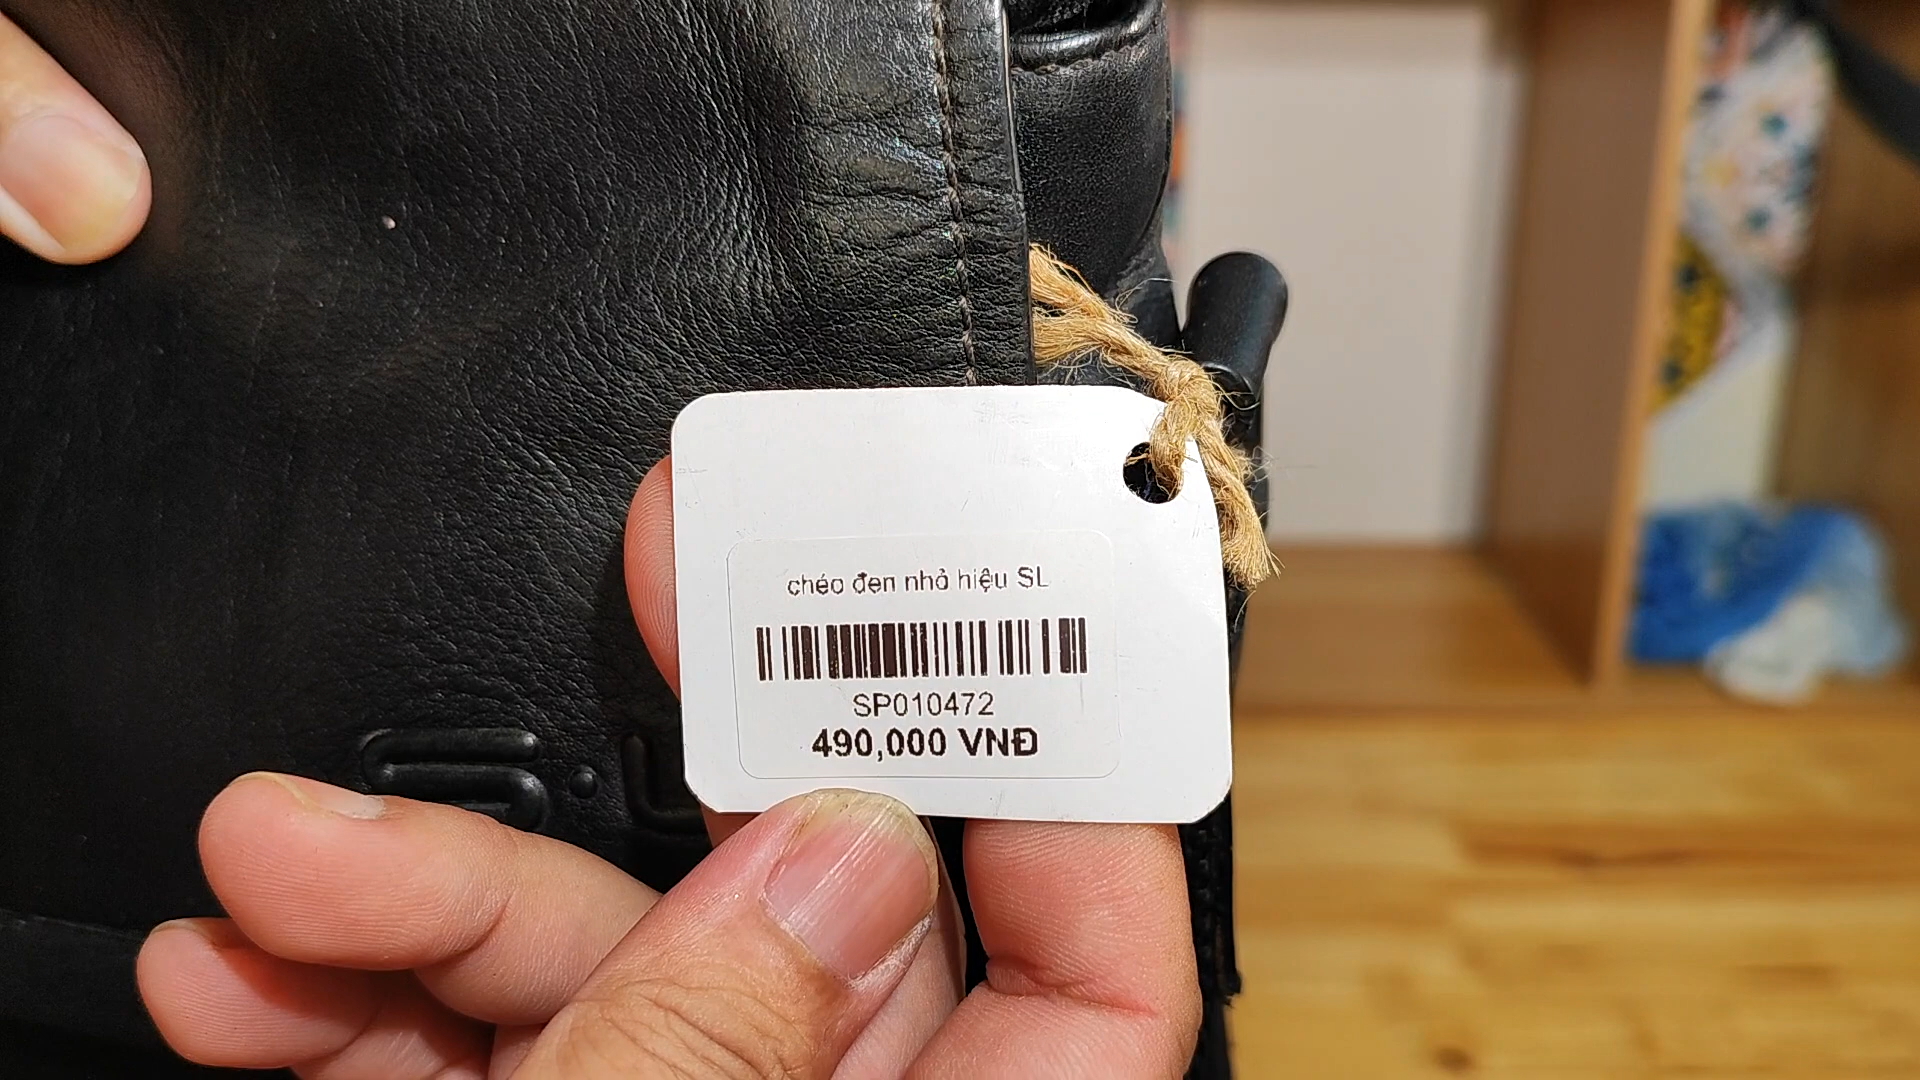 chéo đen nhỏ hiệu SL
SP010472
490,000 VNĐ
S.